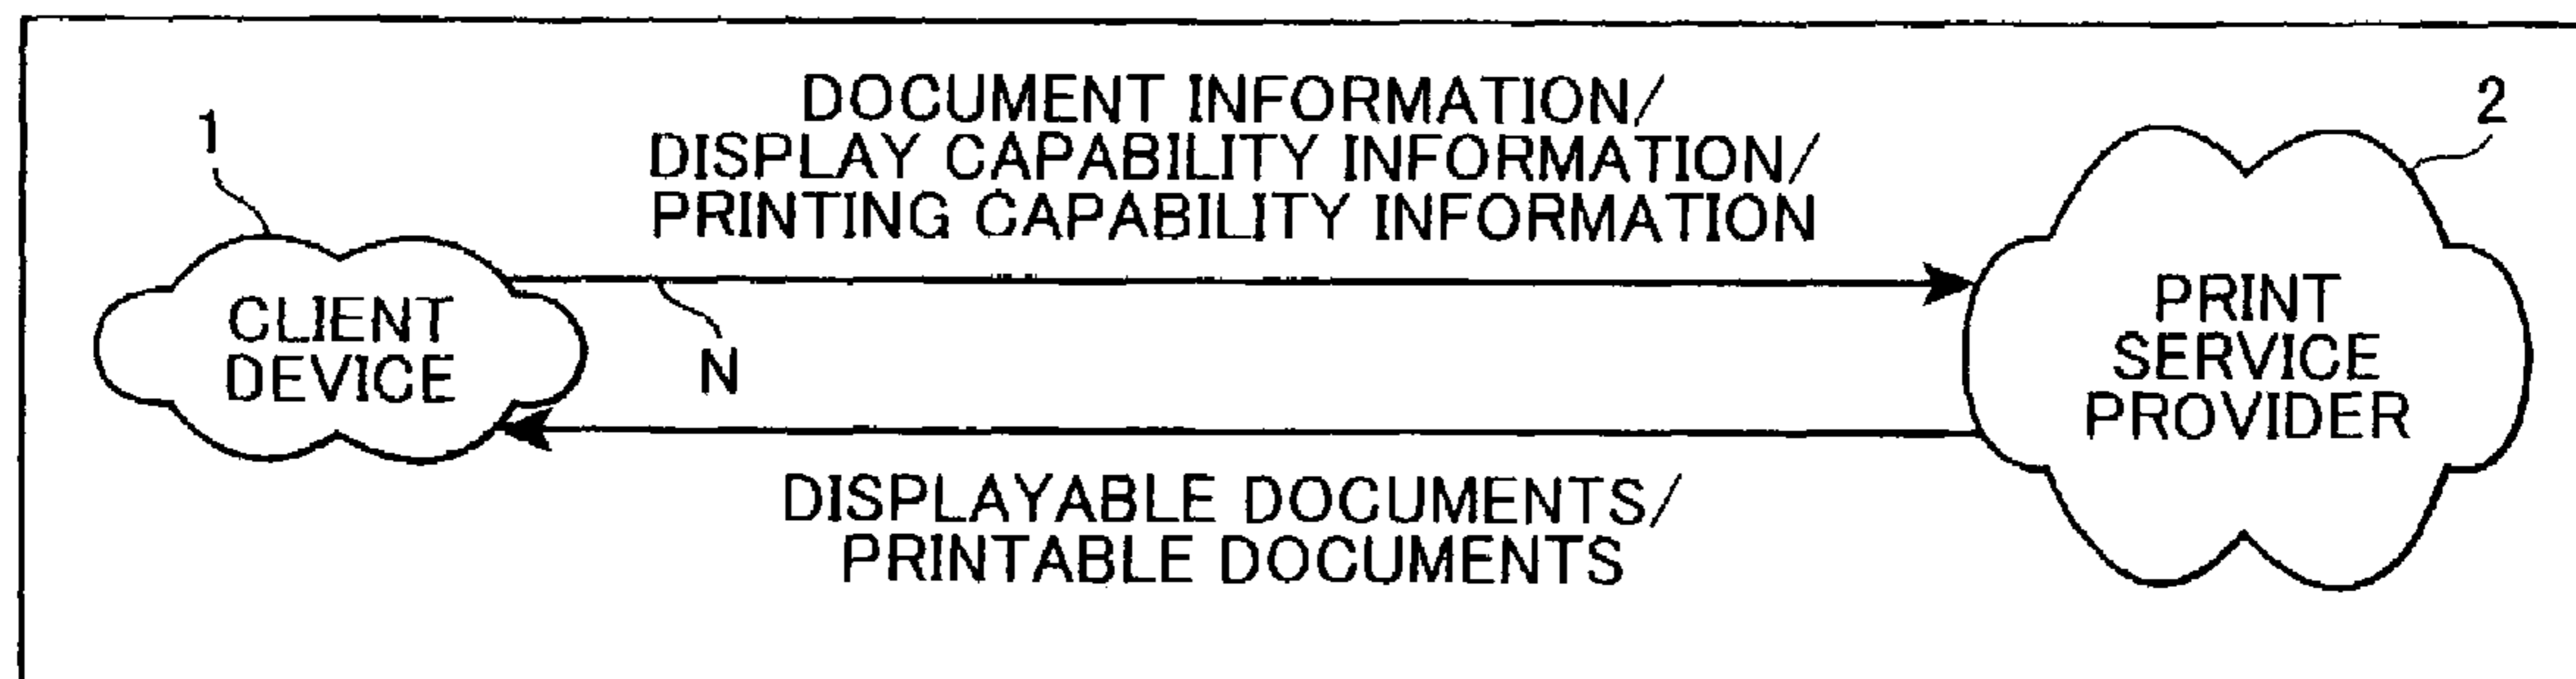 DOCUMENT INFORMATION/
DISPLAY CAPABILITY INFORMATION/
PRINTING CAPABILITY INFORMATION
1
2
CLIENT
DEVICE
N
PRINT
SERVICE
PROVIDER
DISPLAYABLE DOCUMENTS/
PRINTABLE DOCUMENTS